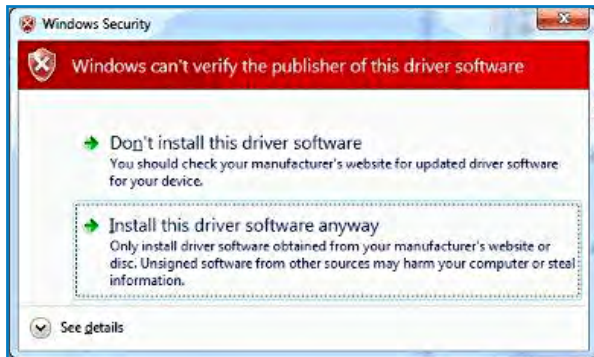 Windows Security
Windows can't verify the publisher of this driver software
Don't install this driver software
You should check your manufacturer's website for updated driver software
for your device.
Install this driver software anyway
Only install driver software obtained from your manufacturer's website or
disc. Unsigned software from other sources may harm your computer or steal
information.
See details